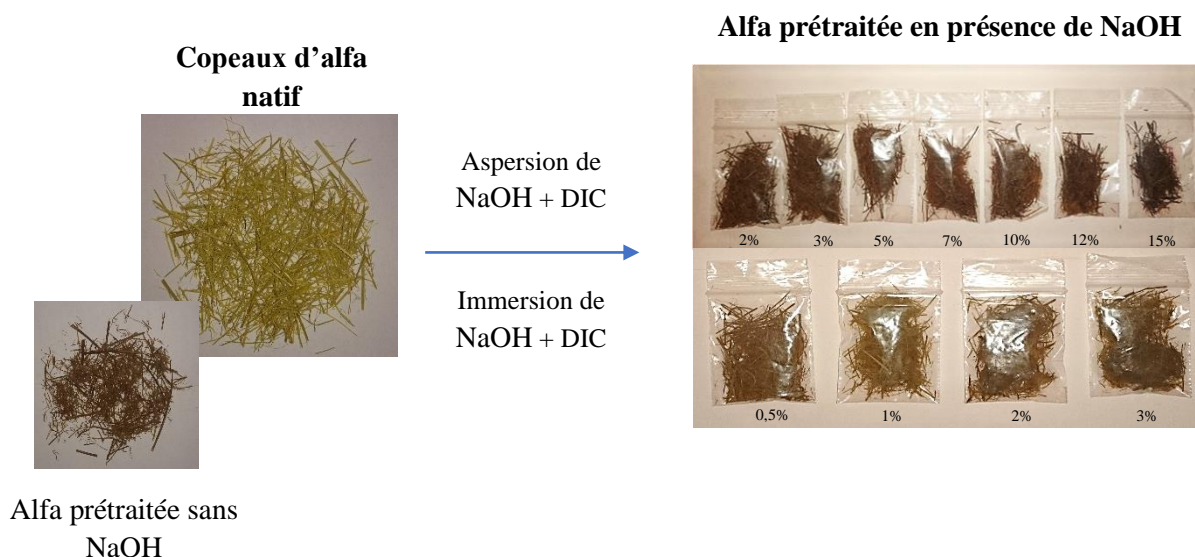 Copeaux d’alfa
natif
Alfa prétraitée sans
NaOH
Aspersion de
NaOH + DIC
Immersion de
NaOH + DIC
Alfa prétraitée en présence de NaOH
2% 3% 5% 7% 10% 12% 15%
0,5% 1% 2% 3%